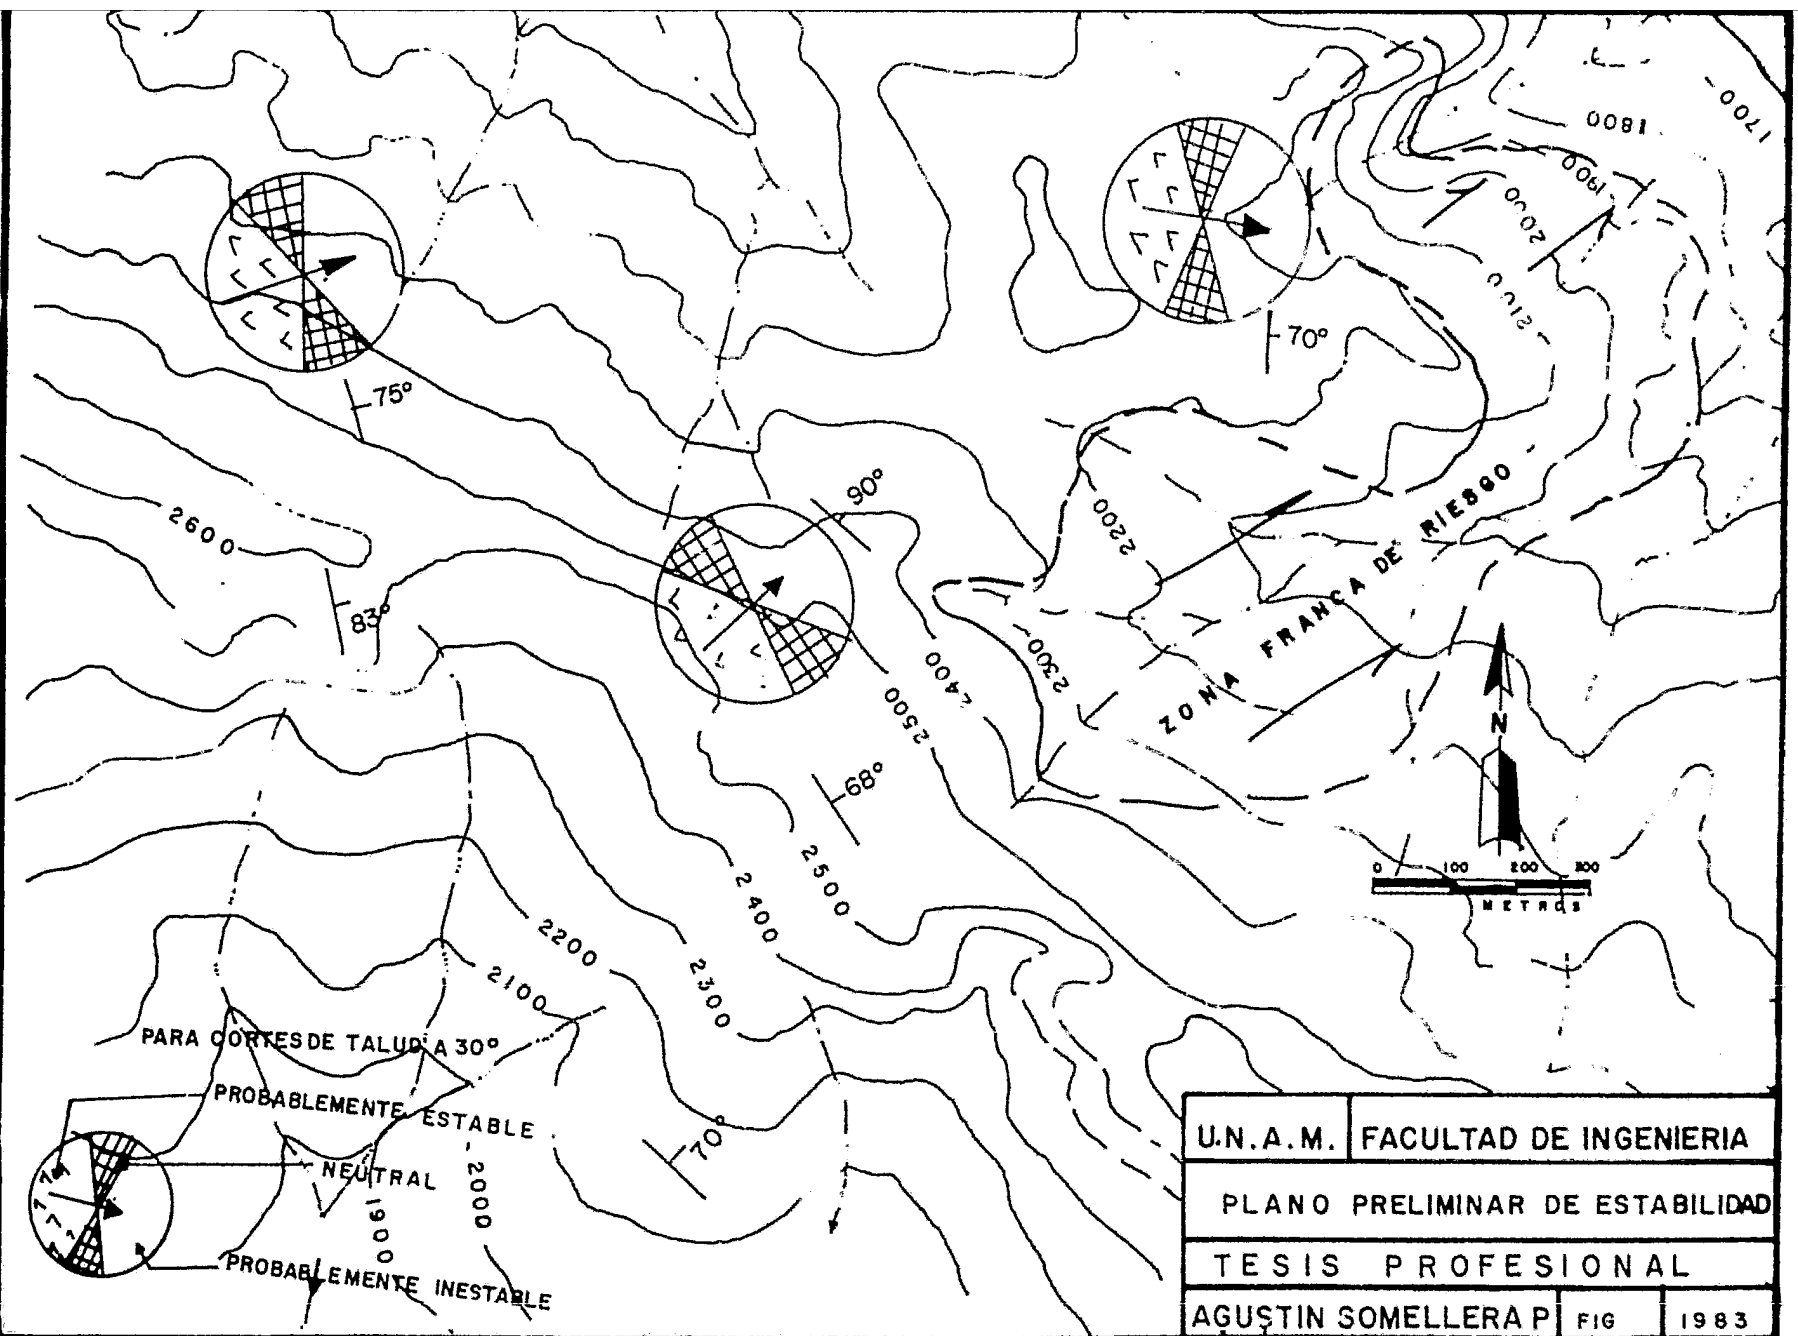 1700
1800
1900
2000
2100
70°
75°
90°
2600
2200
83°
ZONA FRANCA DE RIESGO
2300
2400
2500
N
68°
0 100 200 300
METROS
2500
2400
2200
2300
2100
PARA CORTES DE TALUD A 30°
PROBABLEMENTE ESTABLE
NEUTRAL
70°
2000
1900
PROBABLEMENTE INESTABLE
U.N.A.M. FACULTAD DE INGENIERIA
PLANO PRELIMINAR DE ESTABILIDAD
TESIS PROFESIONAL
AGUSTIN SOMELLERA P FIG 1983